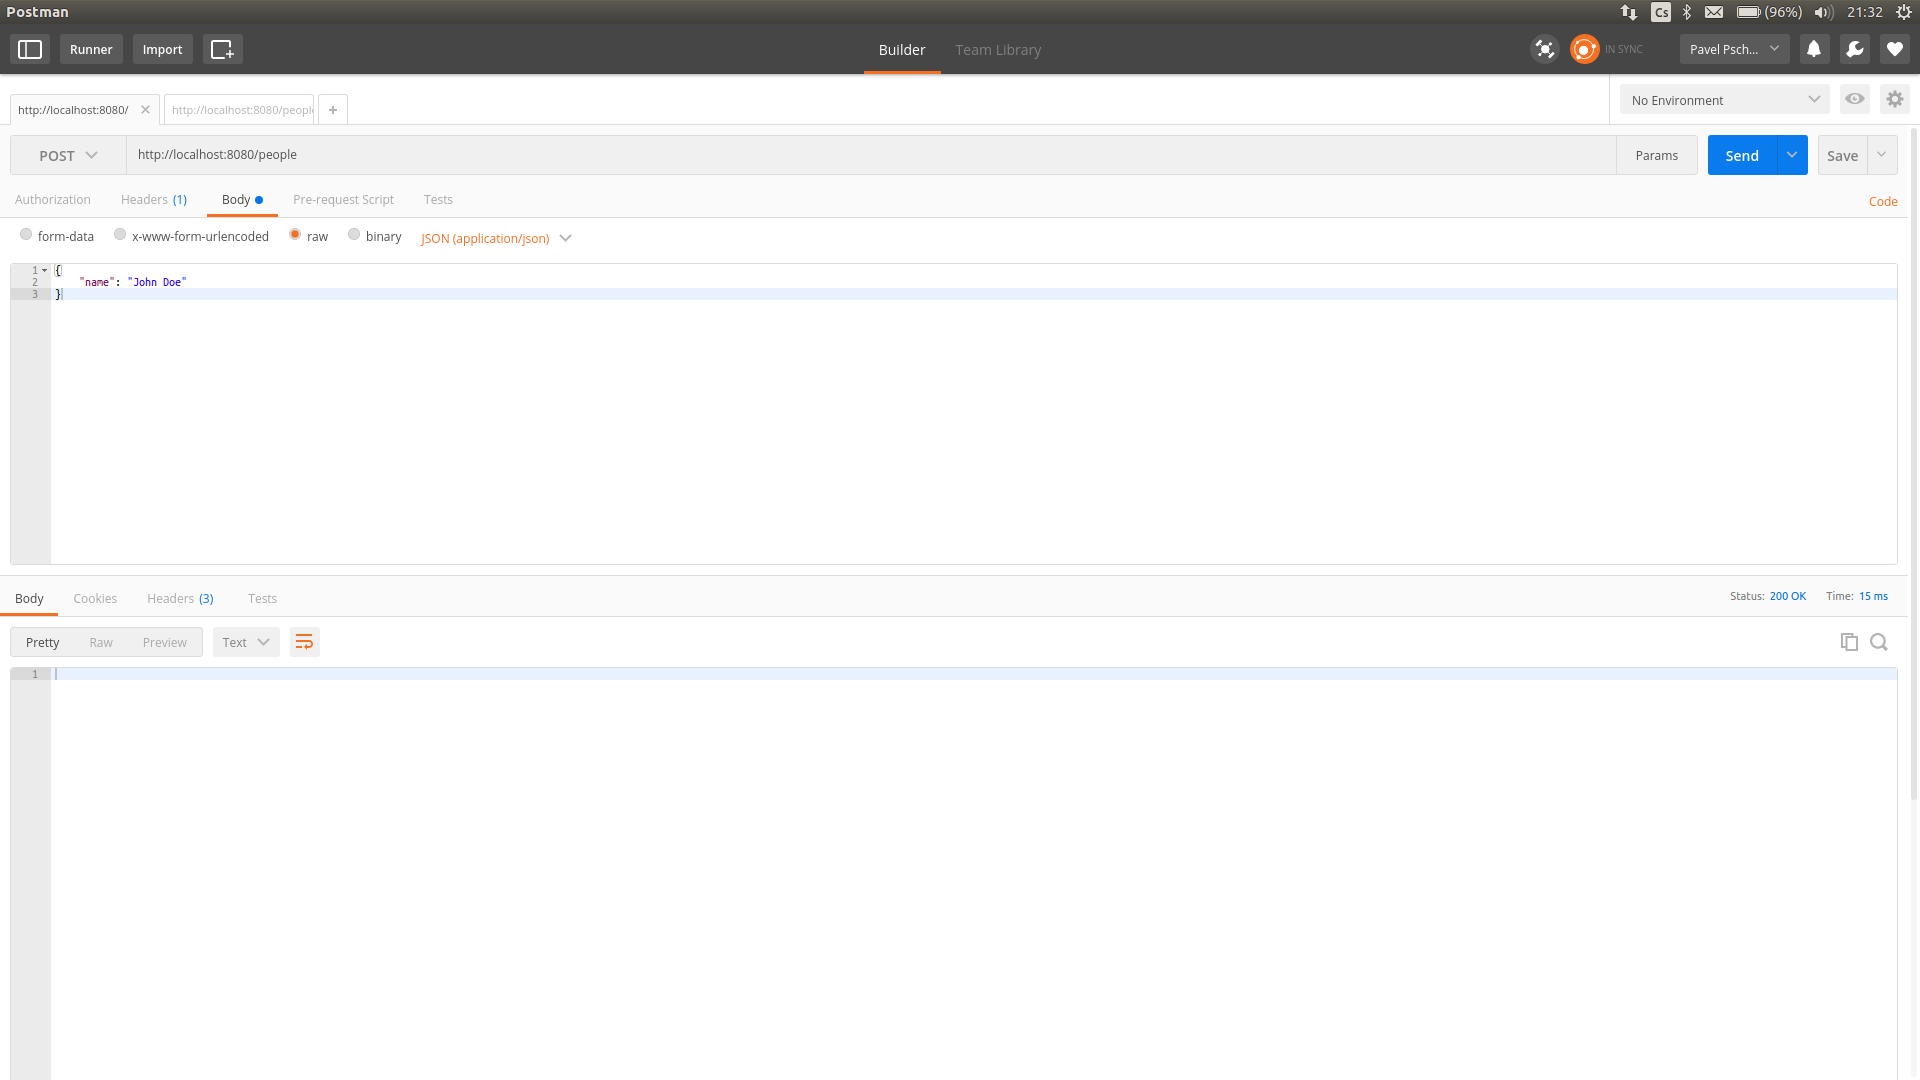 Postman
Cs (96%) 21:32
Runner Import Builder Team Library IN SYNC Pavel Psch...
http://localhost:8080/ http://localhost:8080/people No Environment
POST http://localhost:8080/people Params Send Save
Authorization Headers (1) Body Pre-request Script Tests Code
form-data x-www-form-urlencoded raw binary JSON (application/json)
1 {
2 "name": "John Doe"
3 }
Body Cookies Headers (3) Tests Status: 200 OK Time: 15 ms
Pretty Raw Preview Text
1